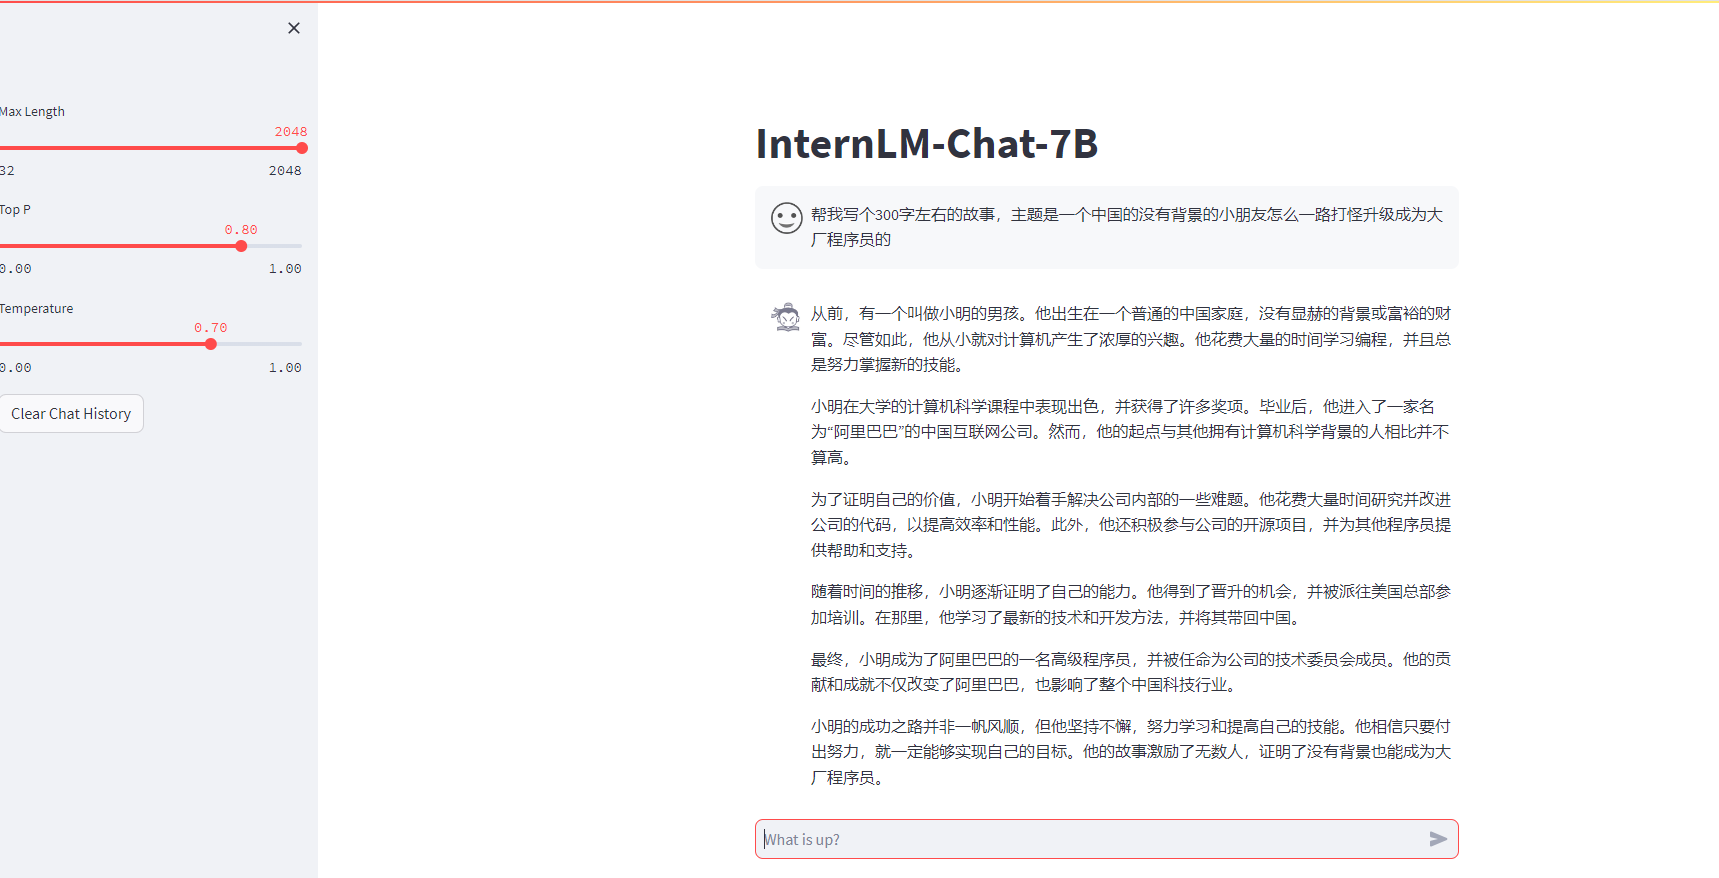 Max Length
2048
32 2048
Top P
0.80
0.00 1.00
Temperature
0.70
0.00 1.00
Clear Chat History
InternLM-Chat-7B
帮我写个300字左右的故事，主题是一个中国的没有背景的小朋友怎么一路打怪升级成为大
厂程序员的
从前，有一个叫做小明的男孩。他出生在一个普通的中国家庭，没有显赫的背景或富裕的财
富。尽管如此，他从小就对计算机产生了浓厚的兴趣。他花费大量的时间学习编程，并且总
是努力掌握新的技能。
小明在大学的计算机科学课程中表现出色，并获得了许多奖项。毕业后，他进入了一家名
为“阿里巴巴”的中国互联网公司。然而，他的起点与其他拥有计算机科学背景的人相比并不
算高。
为了证明自己的价值，小明开始着手解决公司内部的一些难题。他花费大量时间研究并改进
公司的代码，以提高效率和性能。此外，他还积极参与公司的开源项目，并为其他程序员提
供帮助和支持。
随着时间的推移，小明逐渐证明了自己的能力。他得到了晋升的机会，并被派往美国总部参
加培训。在那里，他学习了最新的技术和开发方法，并将其带回中国。
最终，小明成为了阿里巴巴的一名高级程序员，并被任命为公司的技术委员会成员。他的贡
献和成就不仅改变了阿里巴巴，也影响了整个中国科技行业。
小明的成功之路并非一帆风顺，但他坚持不懈，努力学习和提高自己的技能。他相信只要付
出努力，就一定能够实现自己的目标。他的故事激励了无数人，证明了没有背景也能成为大
厂程序员。
What is up?